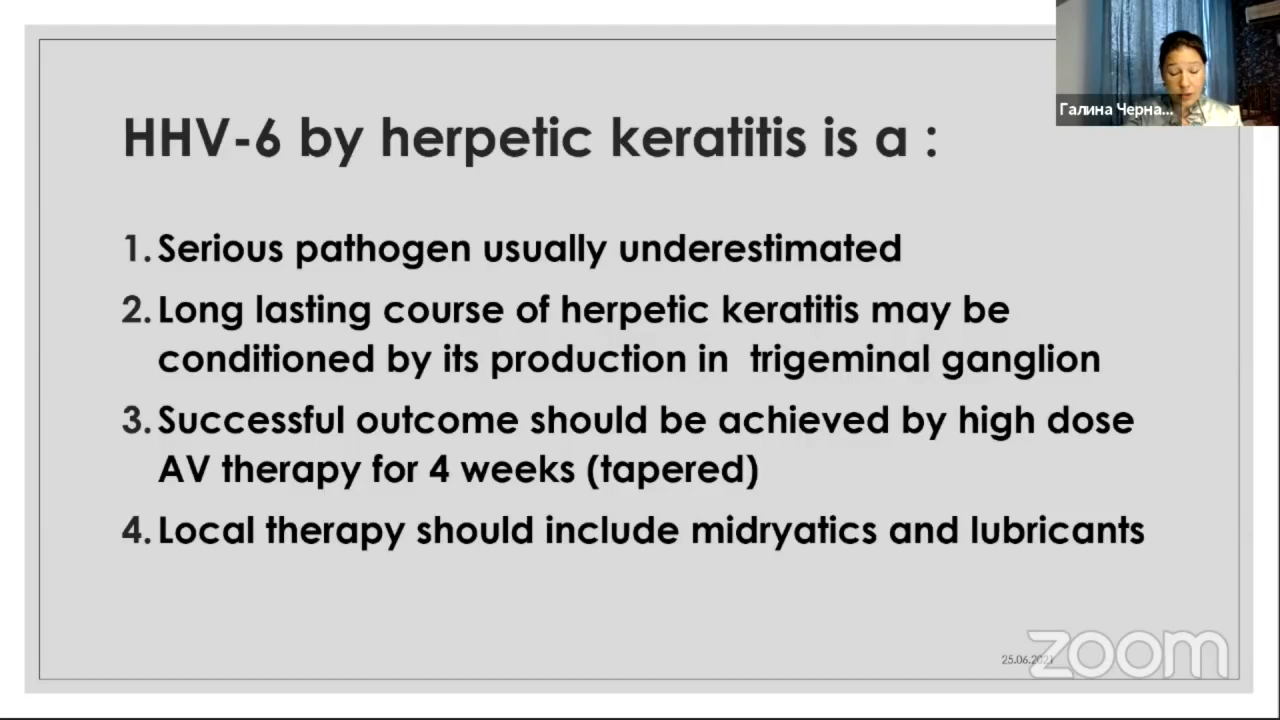 HHV-6 by herpetic keratitis is a :
Галина Черна...
1. Serious pathogen usually underestimated
2. Long lasting course of herpetic keratitis may be
conditioned by its production in trigeminal ganglion
3. Successful outcome should be achieved by high dose
AV therapy for 4 weeks (tapered)
4. Local therapy should include midryatics and lubricants
25.06.2021
zoom